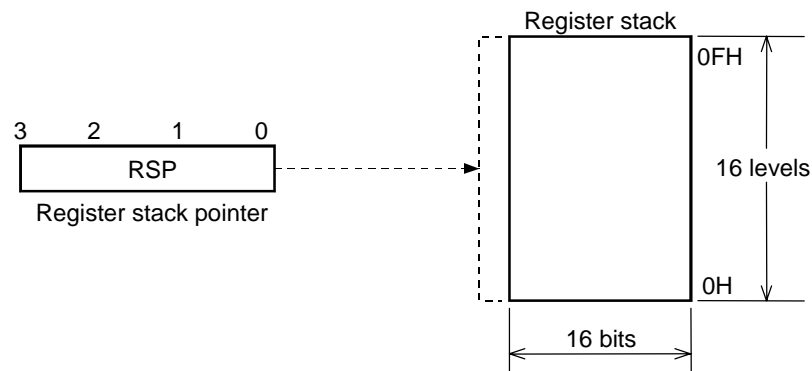 Register stack
0FH
3 2 1 0
RSP
16 levels
Register stack pointer
0H
16 bits